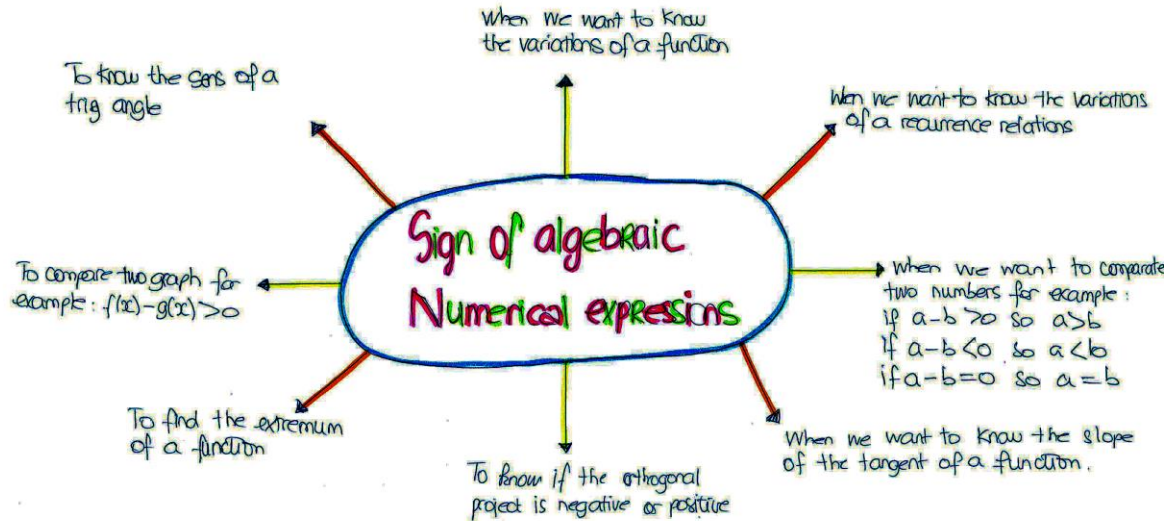 When we want to know
the variations of a function
To know the sens of a
trig angle
Wen we want to know the variations
of a recurrence relations
Sign of algebraic
Numerical expressions
To compare two graph for
example: f(x)-g(x)>0
When we want to comparate
two numbers for example:
if a-b>0 so a>b
if a-b<0 so a<b
if a-b=0 so a=b
To find the extremum
of a function
When we want to know the slope
of the tangent of a function.
To know if the orthogonal
project is negative or positive